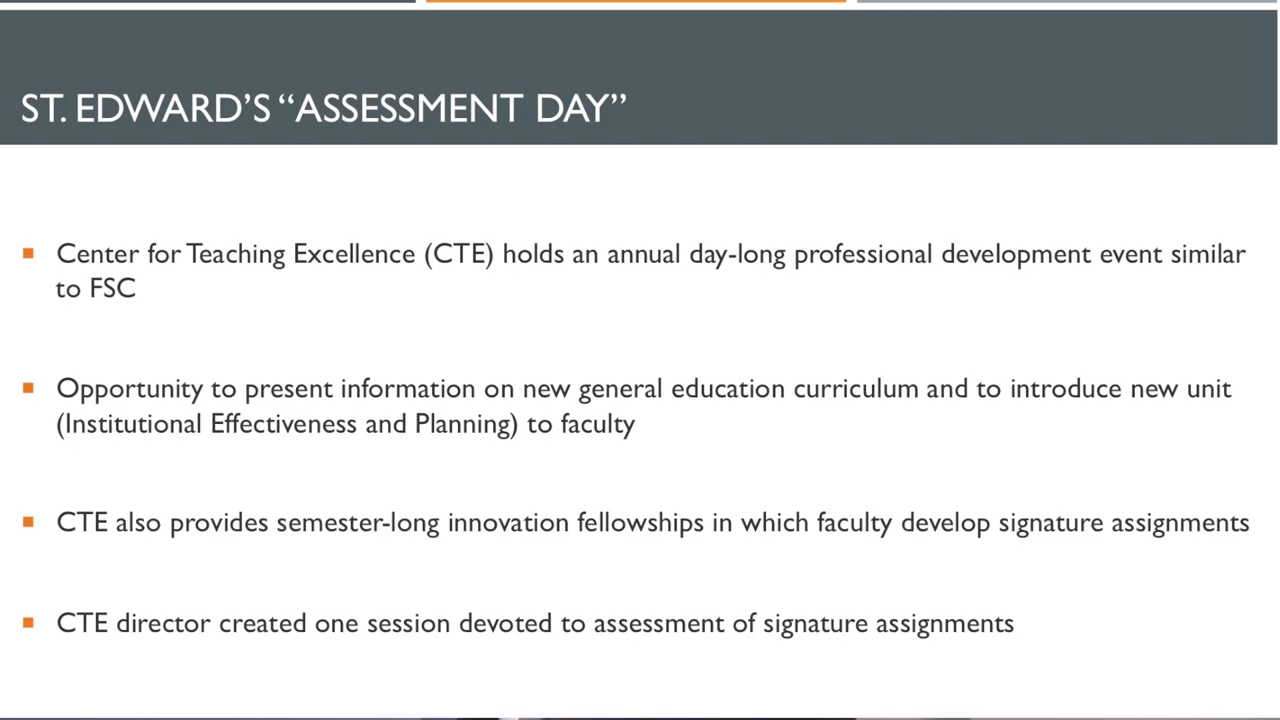 ST. EDWARD’S “ASSESSMENT DAY”
Center for Teaching Excellence (CTE) holds an annual day-long professional development event similar
to FSC
Opportunity to present information on new general education curriculum and to introduce new unit
(Institutional Effectiveness and Planning) to faculty
CTE also provides semester-long innovation fellowships in which faculty develop signature assignments
CTE director created one session devoted to assessment of signature assignments